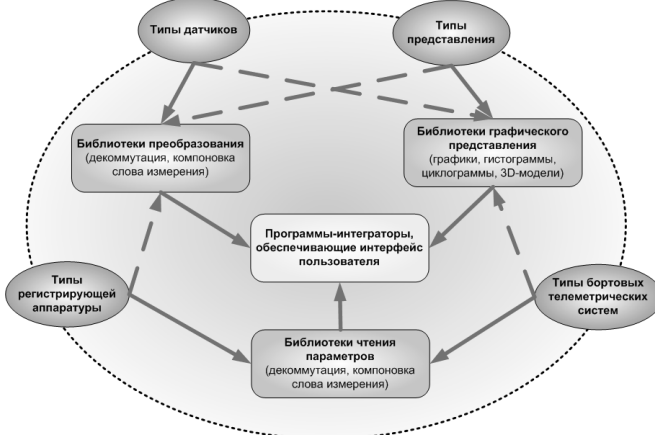 Типы датчиков
Типы
представления
Библиотеки преобразования
(декоммутация, компоновка
слова измерения)
Библиотеки графического
представления
(графики, гистограммы,
циклограммы, 3D-модели)
Программы-интеграторы,
обеспечивающие интерфейс
пользователя
Типы
регистрирующей
аппаратуры
Типы бортовых
телеметрических
систем
Библиотеки чтения
параметров
(декоммутация, компоновка
слова измерения)